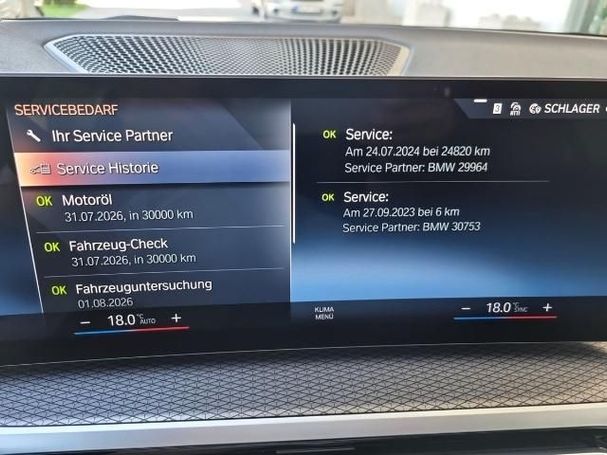 SERVICEBEDARF
3
SCHLAGER
Ihr Service Partner
Service Historie
OK Motoröl
31.07.2026, in 30000 km
OK Fahrzeug-Check
31.07.2026, in 30000 km
OK Fahrzeuguntersuchung
01.08.2026
OK Service:
Am 24.07.2024 bei 24820 km
Service Partner: BMW 29964
OK Service:
Am 27.09.2023 bei 6 km
Service Partner: BMW 30753
− 18.0 °C AUTO +
KLIMA
MENÜ
− 18.0 °C SYNC +